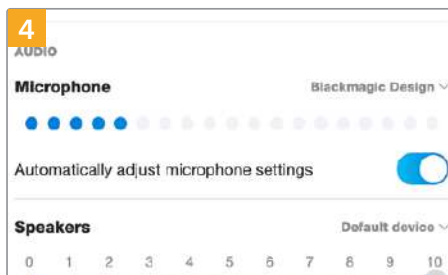 4
AUDIO
Microphone Blackmagic Design
Automatically adjust microphone settings
Speakers Default device
0 1 2 3 4 5 6 7 8 9 10